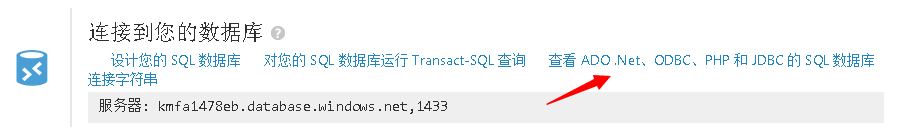 连接到您的数据库 ?
设计您的 SQL 数据库 对您的 SQL 数据库运行 Transact-SQL 查询 查看 ADO .Net、ODBC、PHP 和 JDBC 的 SQL 数据库
连接字符串
服务器: kmfa1478eb.database.windows.net,1433